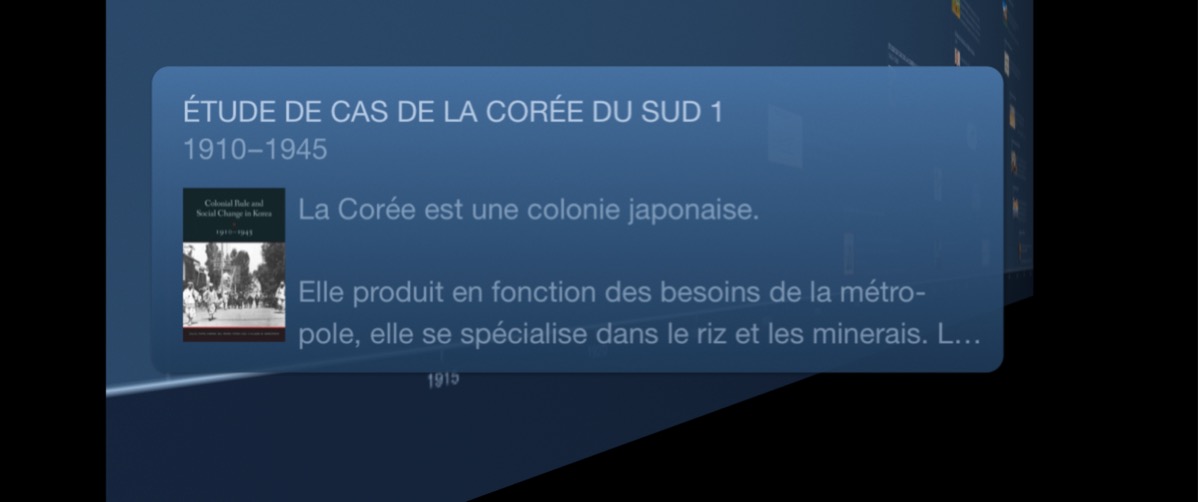 ÉTUDE DE CAS DE LA CORÉE DU SUD 1
1910–1945
Colonial Rule and
Social Change in Korea
1910–1945
La Corée est une colonie japonaise.
Elle produit en fonction des besoins de la métro-
pole, elle se spécialise dans le riz et les minerais. L...
1915